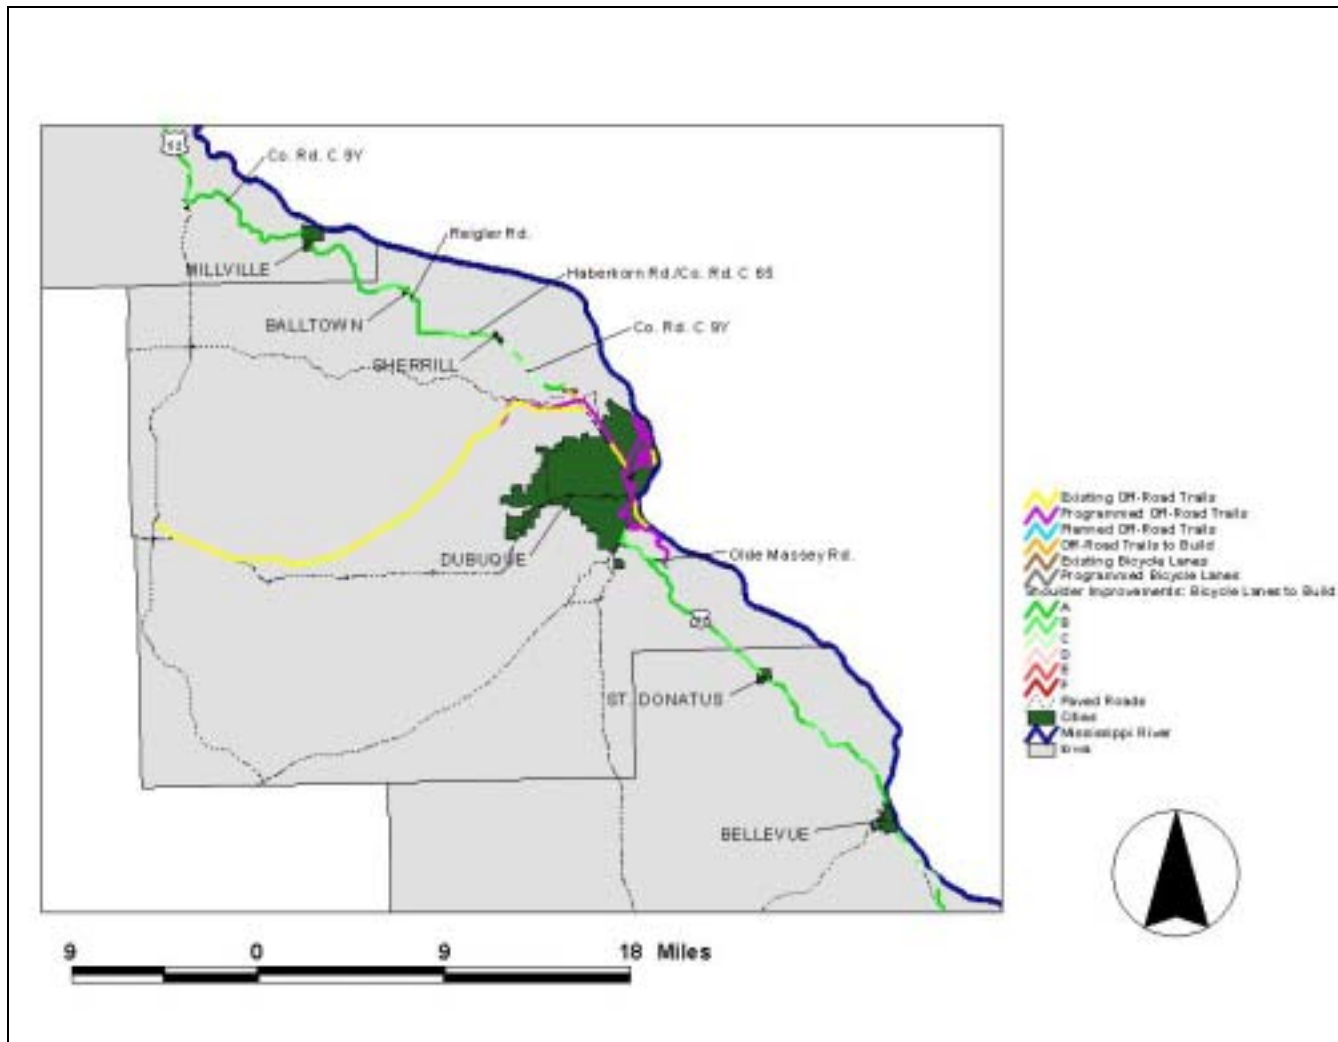 52
Co. Rd. C 9Y
Reigler Rd.
MILLVILLE
Haberkorn Rd./Co. Rd. C 65
BALLTOWN
Co. Rd. C 9Y
SHERRILL
DUBUQUE
Olde Massey Rd.
ST. DONATUS
BELLEVUE
Existing Off-Road Trails
Programmed Off-Road Trails
Planned Off-Road Trails
Off-Road Trails to Build
Existing Bicycle Lanes
Programmed Bicycle Lanes
Shoulder Improvements: Bicycle Lanes to Build
A
B
C
D
E
F
Paved Roads
Cities
Mississippi River
Iowa
9 0 9 18 Miles